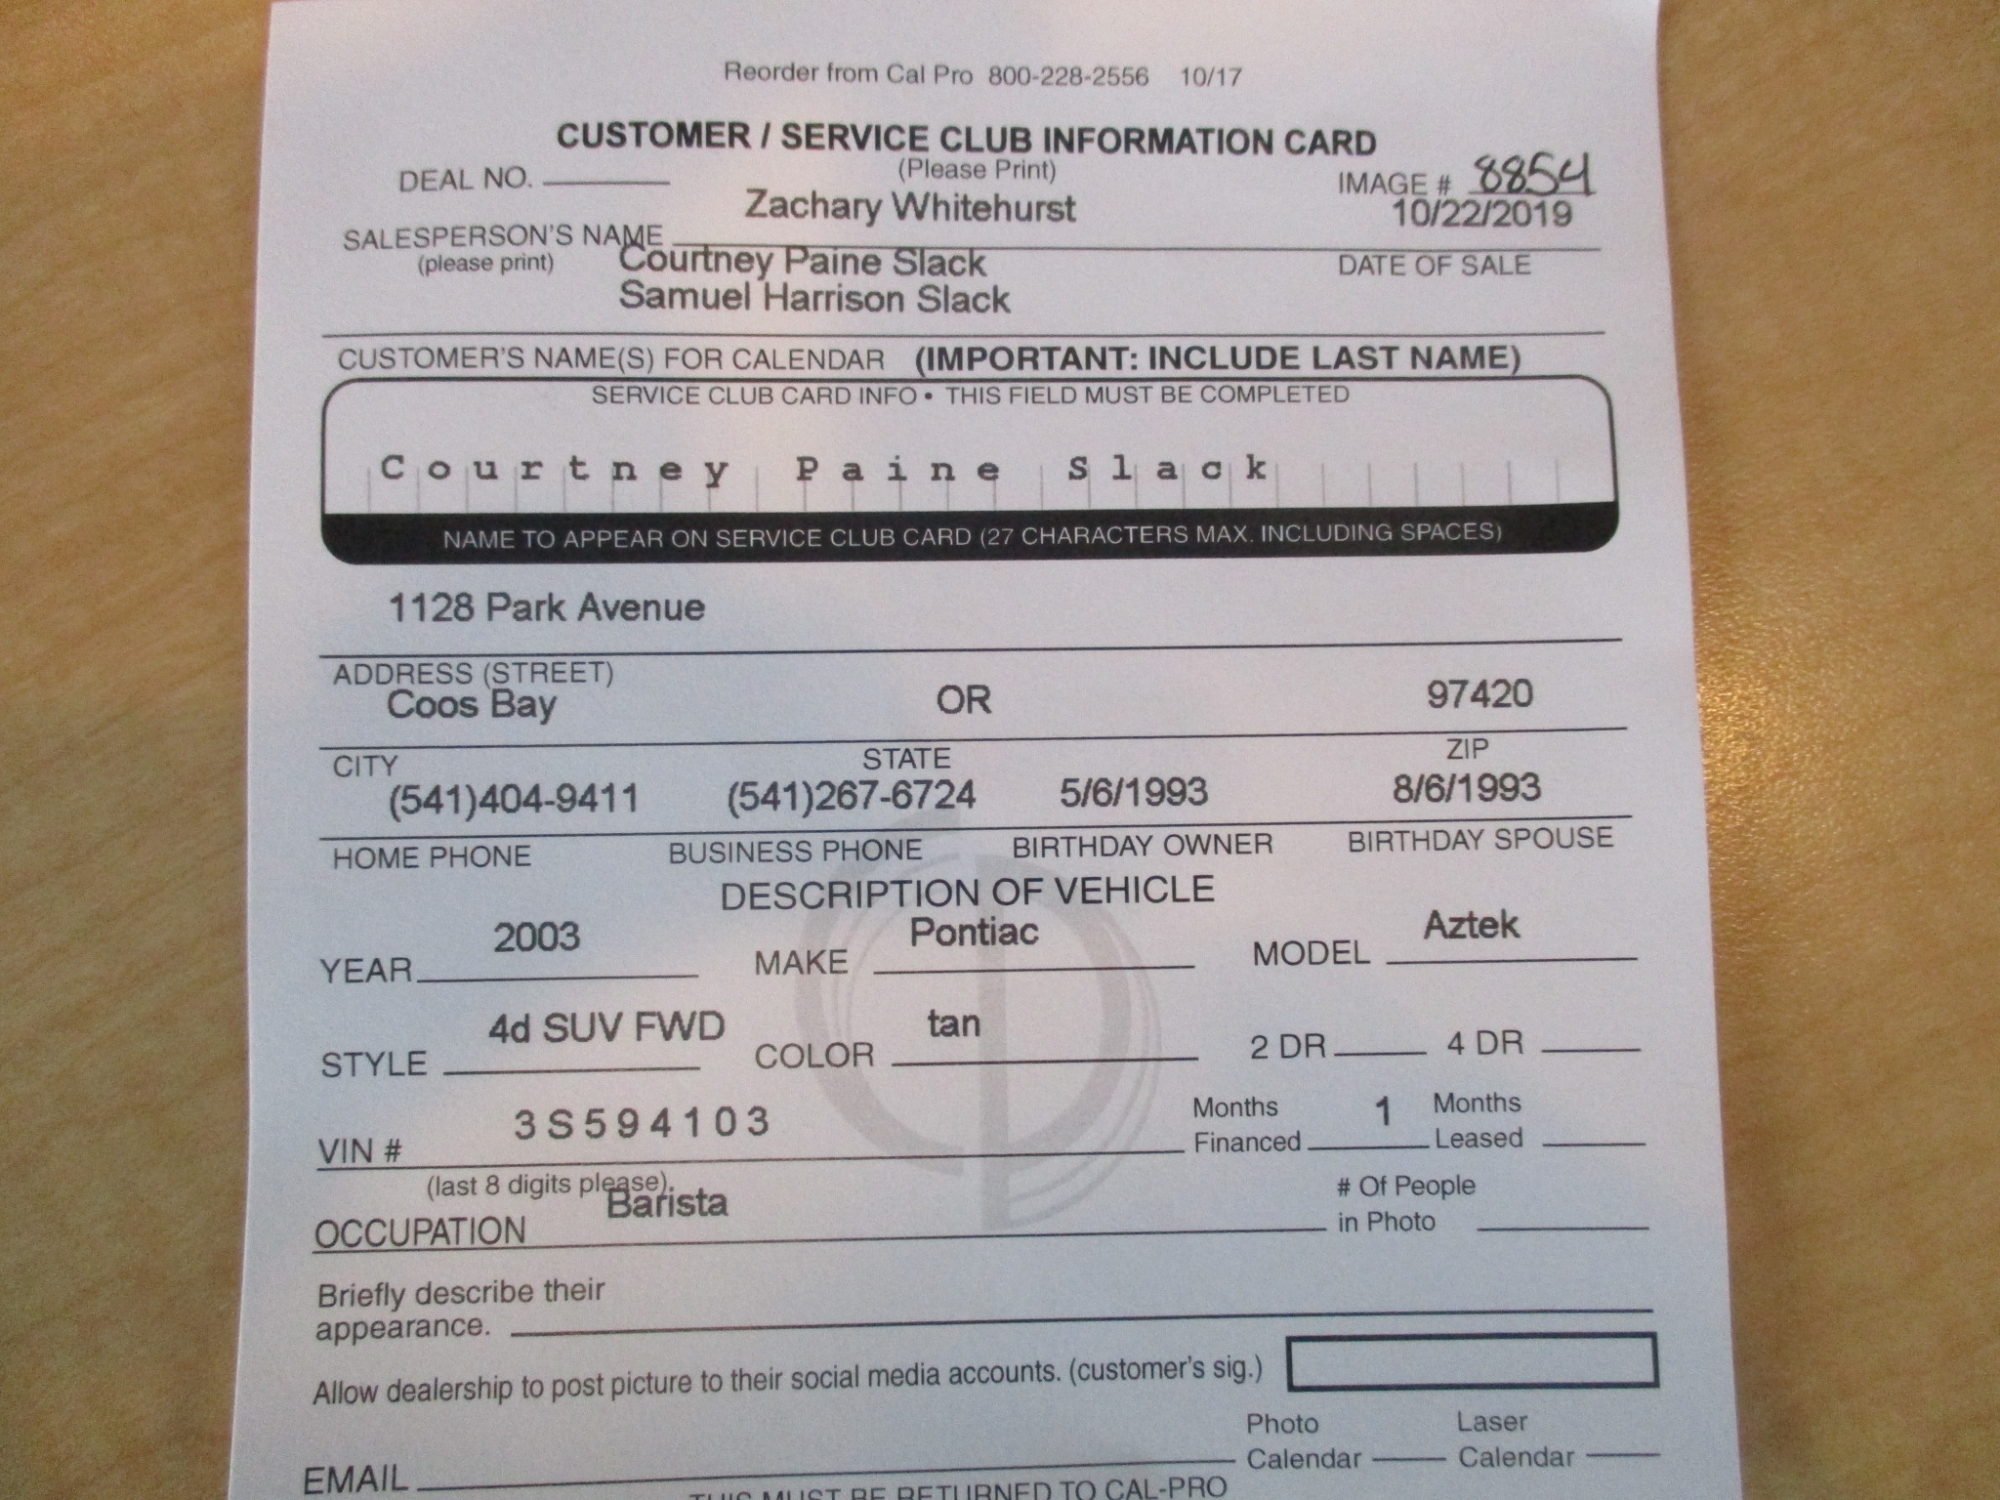 Reorder from Cal Pro 800-228-2556 10/17
CUSTOMER / SERVICE CLUB INFORMATION CARD
(Please Print)
DEAL NO.
IMAGE # 8854
Zachary Whitehurst
10/22/2019
SALESPERSON'S NAME
(please print)
DATE OF SALE
Courtney Paine Slack
Samuel Harrison Slack
CUSTOMER'S NAME(S) FOR CALENDAR (IMPORTANT: INCLUDE LAST NAME)
SERVICE CLUB CARD INFO • THIS FIELD MUST BE COMPLETED
Courtney Paine Slack
NAME TO APPEAR ON SERVICE CLUB CARD (27 CHARACTERS MAX. INCLUDING SPACES)
1128 Park Avenue
ADDRESS (STREET)
Coos Bay OR 97420
CITY STATE ZIP
(541)404-9411 (541)267-6724 5/6/1993 8/6/1993
HOME PHONE BUSINESS PHONE BIRTHDAY OWNER BIRTHDAY SPOUSE
DESCRIPTION OF VEHICLE
YEAR 2003 MAKE Pontiac MODEL Aztek
STYLE 4d SUV FWD COLOR tan 2 DR 4 DR
VIN # 3S594103 Months Financed 1 Months Leased
(last 8 digits please).
OCCUPATION Barista # Of People in Photo
Briefly describe their
appearance.
Allow dealership to post picture to their social media accounts. (customer's sig.)
Photo Calendar Laser Calendar
EMAIL
THIS MUST BE RETURNED TO CAL-PRO